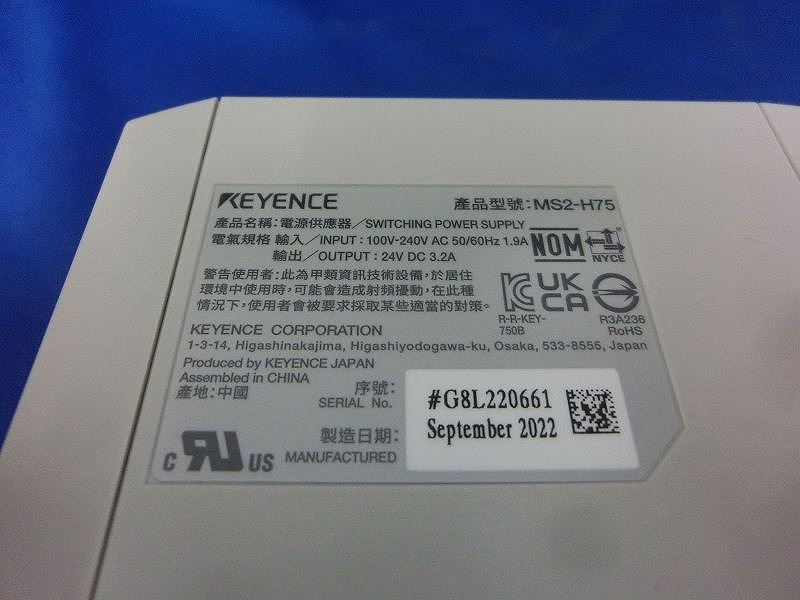 KEYENCE 產品型號：MS2-H75
產品名稱：電源供應器／SWITCHING POWER SUPPLY
電氣規格 輸入／INPUT : 100V-240V AC 50/60Hz 1.9A
輸出／OUTPUT : 24V DC 3.2A
NOM
NYCE
警告使用者：此為甲類資訊技術設備，於居住
環境中使用時，可能會造成射頻擾動，在此種
情況下，使用者會被要求採取某些適當的對策。
UK
CA
R-R-KEY-
750B
R3A236
RoHS
KEYENCE CORPORATION
1-3-14, Higashinakajima, Higashiyodogawa-ku, Osaka, 533-8555, Japan
Produced by KEYENCE JAPAN
Assembled in CHINA
產地：中國
序號：
SERIAL No.
#G8L220661
製造日期：
MANUFACTURED
September 2022
C RU US